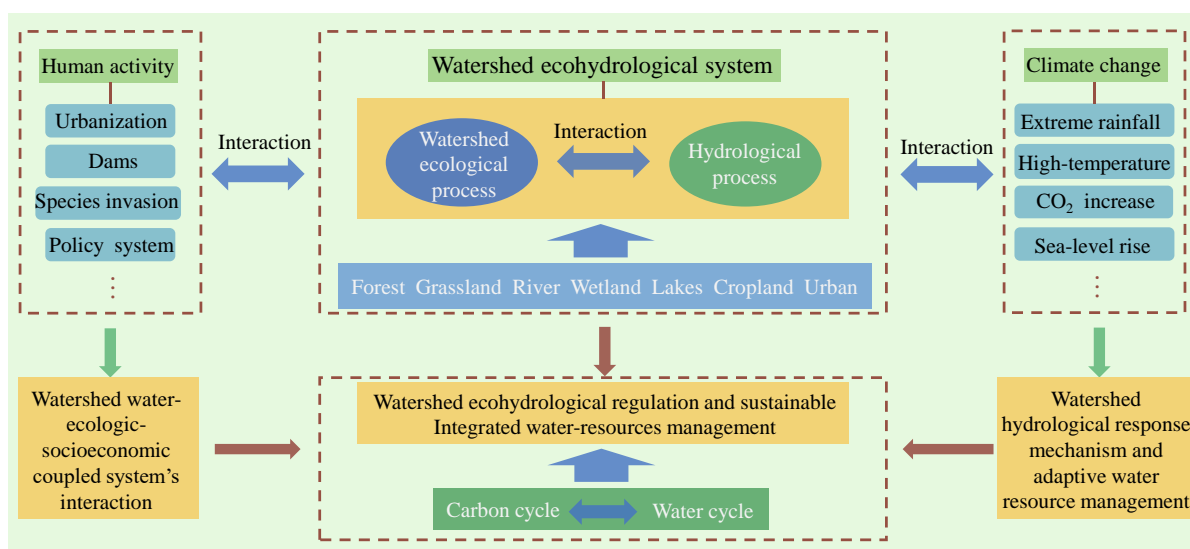 Human activity
Urbanization
Dams
Species invasion
Policy system
⋮
Interaction
Watershed ecohydrological system
Watershed
ecological
process
Interaction
Hydrological
process
Forest Grassland River Wetland Lakes Cropland Urban
Interaction
Climate change
Extreme rainfall
High-temperature
CO₂ increase
Sea-level rise
⋮
Watershed water-
ecologic-
socioeconomic
coupled system's
interaction
Watershed ecohydrological regulation and sustainable
Integrated water-resources management
Carbon cycle
Water cycle
Watershed
hydrological response
mechanism and
adaptive water
resource management